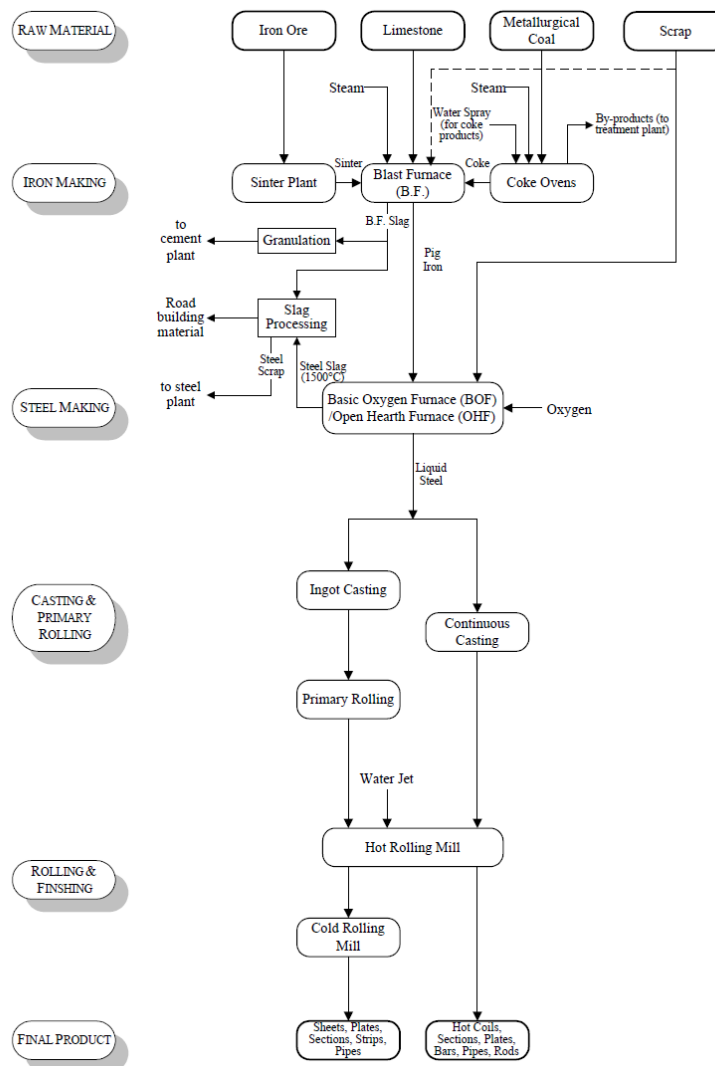 RAW MATERIAL
Iron Ore
Limestone
Metallurgical
Coal
Scrap
Steam
Steam
Water Spray
(for coke
products)
By-products (to
treatment plant)
IRON MAKING
Sinter Plant
Sinter
Blast Furnace
(B.F.)
Coke
Coke Ovens
B.F. Slag
to
cement
plant
Granulation
Pig
Iron
Road
building
material
Slag
Processing
Steel
Scrap
Steel Slag
(1500°C)
to steel
plant
STEEL MAKING
Basic Oxygen Furnace (BOF)
/Open Hearth Furnace (OHF)
Oxygen
Liquid
Steel
CASTING &
PRIMARY
ROLLING
Ingot Casting
Continuous
Casting
Primary Rolling
Water Jet
Hot Rolling Mill
ROLLING &
FINSHING
Cold Rolling
Mill
FINAL PRODUCT
Sheets, Plates,
Sections, Strips,
Pipes
Hot Coils,
Sections, Plates,
Bars, Pipes, Rods